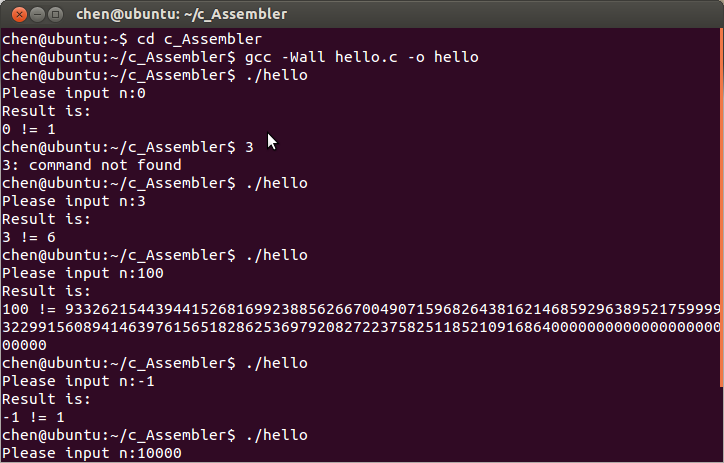 chen@ubuntu: ~/c_Assembler
chen@ubuntu:~$ cd c_Assembler
chen@ubuntu:~/c_Assembler$ gcc -Wall hello.c -o hello
chen@ubuntu:~/c_Assembler$ ./hello
Please input n:0
Result is:
0 != 1
chen@ubuntu:~/c_Assembler$ 3
3: command not found
chen@ubuntu:~/c_Assembler$ ./hello
Please input n:3
Result is:
3 != 6
chen@ubuntu:~/c_Assembler$ ./hello
Please input n:100
Result is:
100 != 93326215443944152681699238856266700490715968264381621468592963895217599993
32299156089414639761565182862536979208272237582511852109168640000000000000000000
00000
chen@ubuntu:~/c_Assembler$ ./hello
Please input n:-1
Result is:
-1 != 1
chen@ubuntu:~/c_Assembler$ ./hello
Please input n:10000